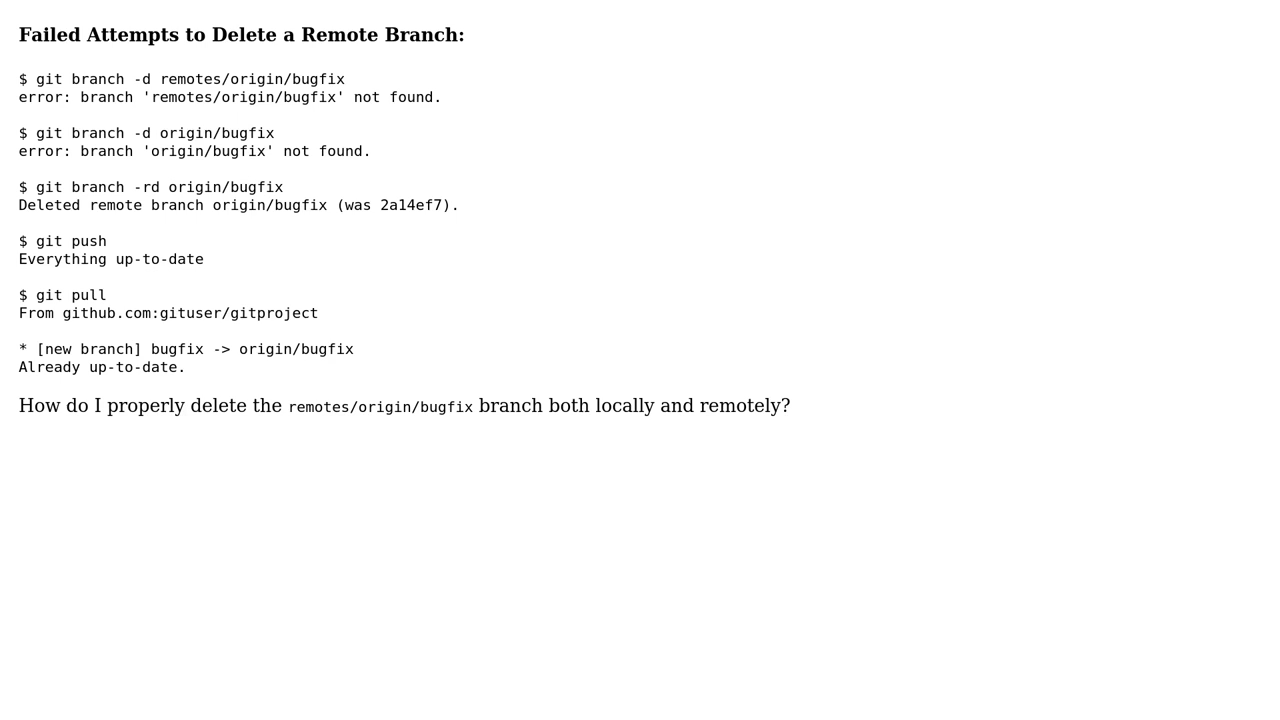 Failed Attempts to Delete a Remote Branch:
$ git branch -d remotes/origin/bugfix
error: branch 'remotes/origin/bugfix' not found.
$ git branch -d origin/bugfix
error: branch 'origin/bugfix' not found.
$ git branch -rd origin/bugfix
Deleted remote branch origin/bugfix (was 2a14ef7).
$ git push
Everything up-to-date
$ git pull
From github.com:gituser/gitproject
* [new branch] bugfix -> origin/bugfix
Already up-to-date.
How do I properly delete the remotes/origin/bugfix branch both locally and remotely?